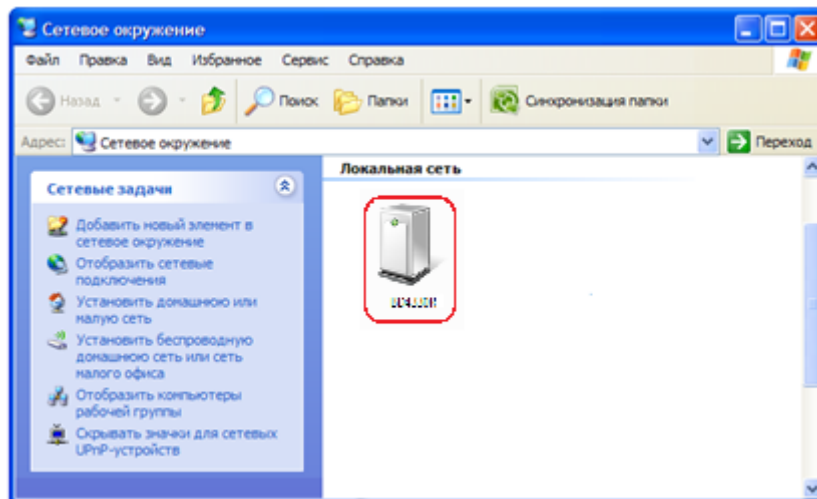 Сетевое окружение
Файл Правка Вид Избранное Сервис Справка
Назад Поиск Папки Синхронизация папки
Адрес: Сетевое окружение Переход
Сетевые задачи
Добавить новый элемент в
сетевое окружение
Отобразить сетевые
подключения
Установить домашнюю или
малую сеть
Установить беспроводную
домашнюю сеть или сеть
малого офиса
Отобразить компьютеры
рабочей группы
Скрывать значки для сетевых
UPnP-устройств
Локальная сеть